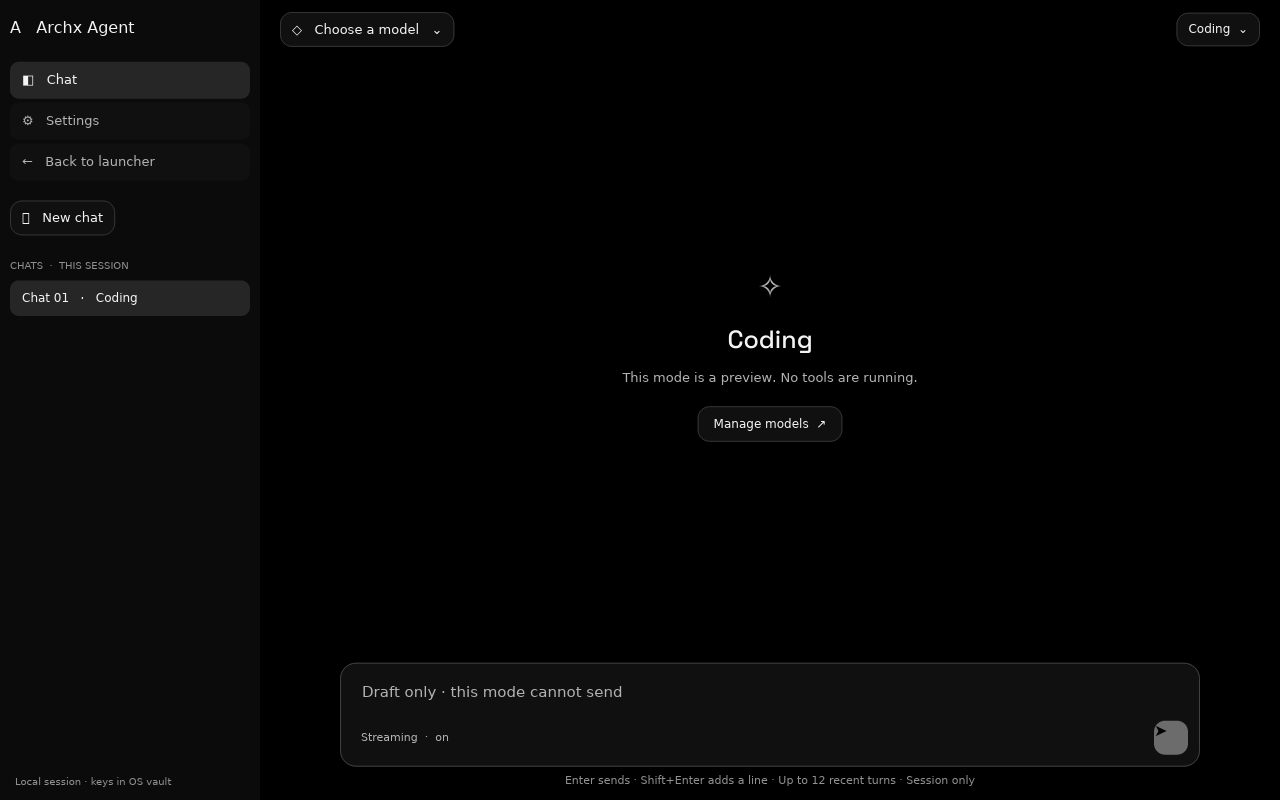 A Archx Agent
Chat
Settings
← Back to launcher
New chat
CHATS · THIS SESSION
Chat 01 · Coding
Local session · keys in OS vault
Choose a model
Coding
Coding
This mode is a preview. No tools are running.
Manage models ↗
Draft only · this mode cannot send
Streaming · on
Enter sends · Shift+Enter adds a line · Up to 12 recent turns · Session only